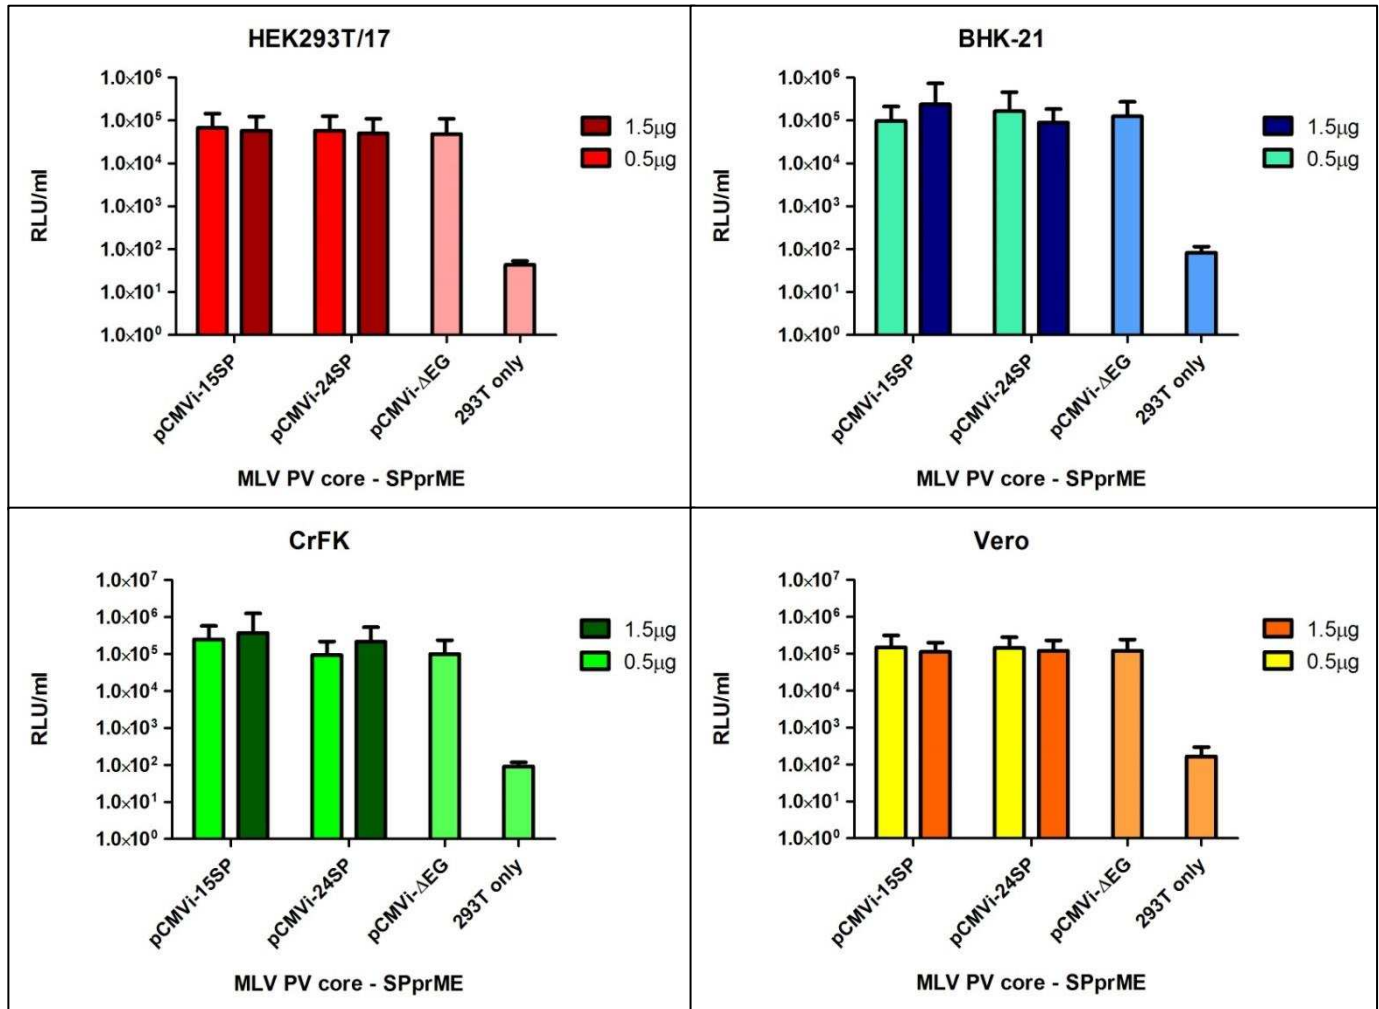 HEK293T/17
1.0×10⁶
1.0×10⁵
1.0×10⁴
1.0×10³
1.0×10²
1.0×10¹
1.0×10⁰
RLU/ml
1.5µg
0.5µg
pCMVi-15SP
pCMVi-24SP
pCMVi-ΔEG
293T only
MLV PV core - SPprME
BHK-21
1.0×10⁶
1.0×10⁵
1.0×10⁴
1.0×10³
1.0×10²
1.0×10¹
1.0×10⁰
RLU/ml
1.5µg
0.5µg
pCMVi-15SP
pCMVi-24SP
pCMVi-ΔEG
293T only
MLV PV core - SPprME
CrFK
1.0×10⁷
1.0×10⁶
1.0×10⁵
1.0×10⁴
1.0×10³
1.0×10²
1.0×10¹
1.0×10⁰
RLU/ml
1.5µg
0.5µg
pCMVi-15SP
pCMVi-24SP
pCMVi-ΔEG
293T only
MLV PV core - SPprME
Vero
1.0×10⁷
1.0×10⁶
1.0×10⁵
1.0×10⁴
1.0×10³
1.0×10²
1.0×10¹
1.0×10⁰
RLU/ml
1.5µg
0.5µg
pCMVi-15SP
pCMVi-24SP
pCMVi-ΔEG
293T only
MLV PV core - SPprME